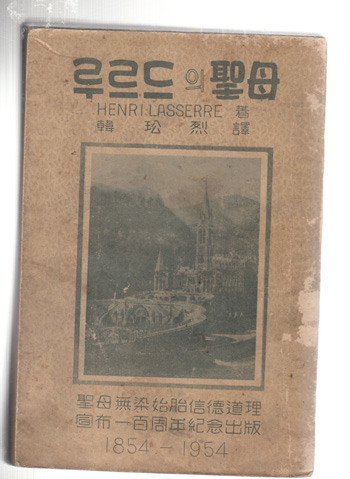 루르드의 聖母
HENRI LASSERRE 著
韓 松 烈 譯
聖母無染始胎信德道理
宣布一百周年紀念出版
1854 – 1954